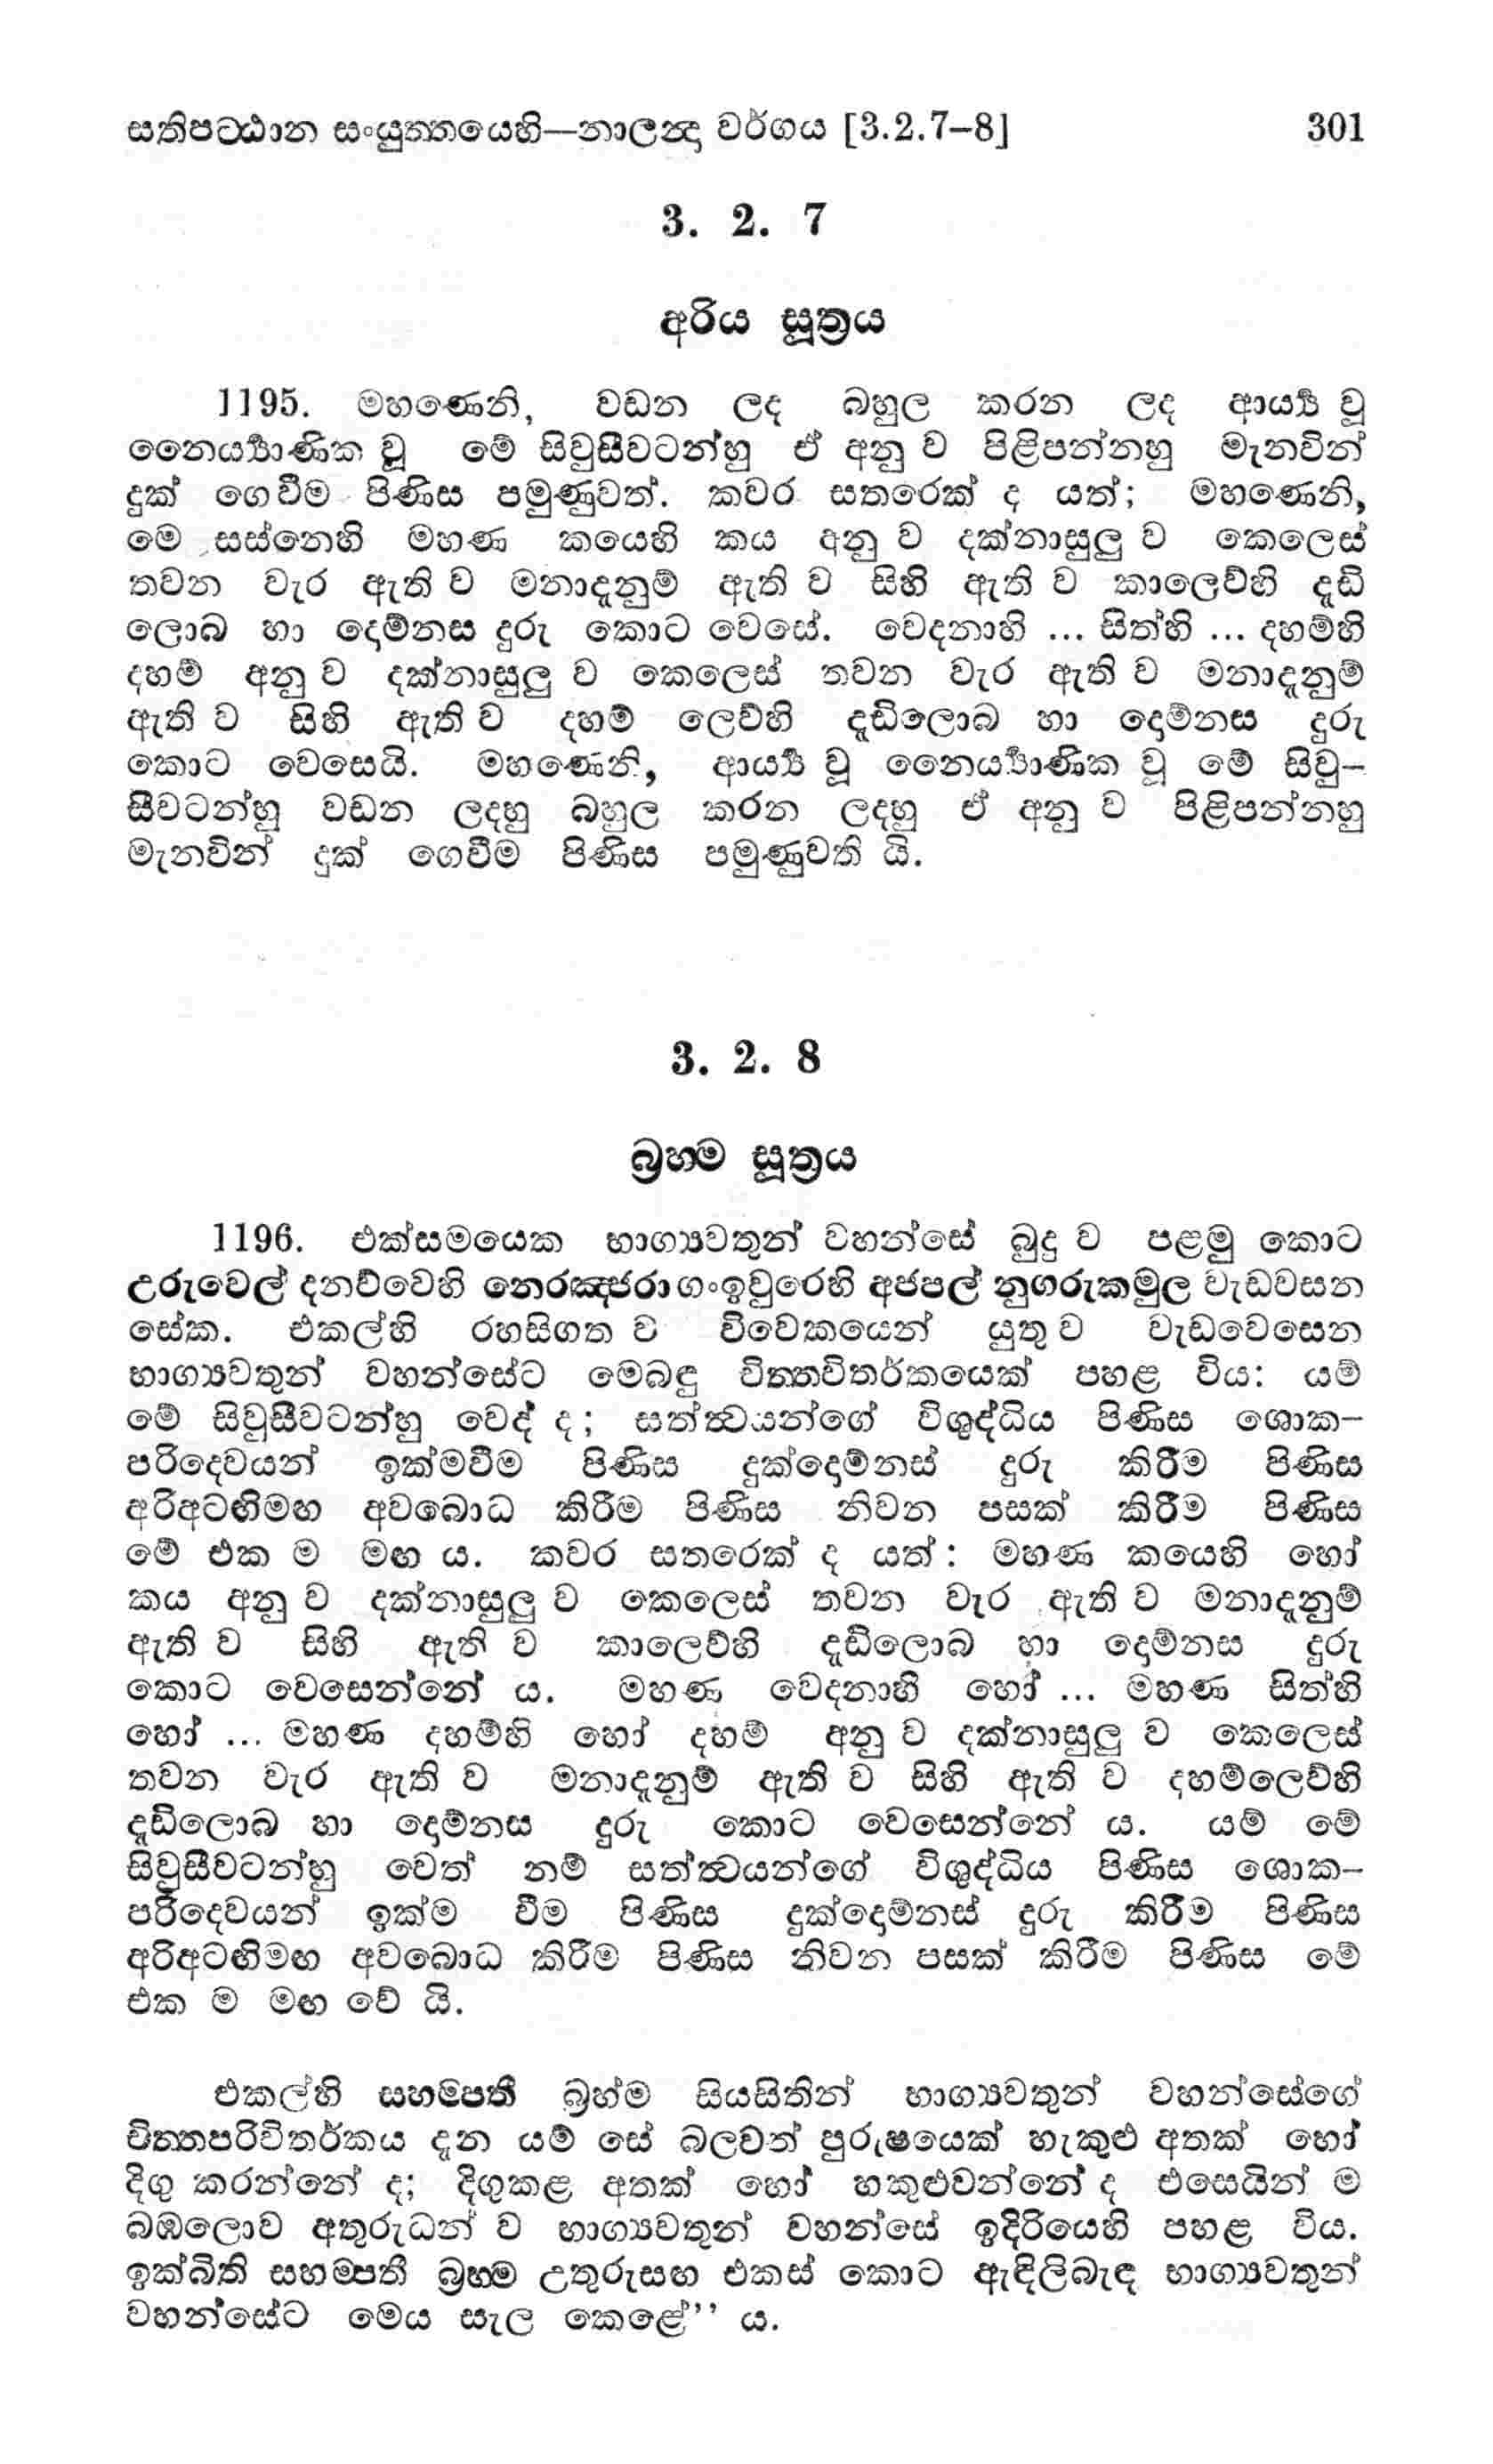 සතිපට්ඨාන සංයුත්තයෙහි—නාලන්දා වර්ගය [3.2.7–8] 301
3. 2. 7
අරිය සූත්‍රය
1195. මහණෙනි, වඩන ලද බහුල කරන ලද ආර්‍ය්‍ය වූ
නෛර්‍ය්‍යාණික වූ මේ සිවුසීවටන්හු ඒ අනු ව පිළිපන්නහු මැනවින්
දුක් ගෙවීම පිණිස පමුණුවත්. කවර සතරෙක් ද යත්; මහණෙනි,
මෙ සස්නෙහි මහණ කයෙහි කය අනු ව දක්නාසුලු ව කෙලෙස්
තවන වැර ඇති ව මනාදැනුම් ඇති ව සිහි ඇති ව කාලෙව්හි දැඩි
ලොබ හා දොම්නස දුරු කොට වෙසේ. වෙදනාහි ... සිත්හි ... දහම්හි
දහම් අනු ව දක්නාසුලු ව කෙලෙස් තවන වැර ඇති ව මනාදැනුම්
ඇති ව සිහි ඇති ව දහම් ලෙව්හි දැඩිලොබ හා දොම්නස දුරු
කොට වෙසෙයි. මහණෙනි, ආර්‍ය්‍ය වූ නෛර්‍ය්‍යාණික වූ මේ සිවු-
සීවටන්හු වඩන ලදහු බහුල කරන ලදහු ඒ අනු ව පිළිපන්නහු
මැනවින් දුක් ගෙවීම පිණිස පමුණුවති යි.
3. 2. 8
බ්‍රහ්ම සූත්‍රය
1196. එක්සමයෙක භාග්‍යවතුන් වහන්සේ බුදු ව පළමු කොට
උරුවෙල් දනව්වෙහි නෙරඤ්ජරා ගංඉවුරෙහි අජපල් නුගරුකමුල වැඩවසන
සේක. එකල්හි රහසිගත ව විවෙකයෙන් යුතු ව වැඩවෙසෙන
භාග්‍යවතුන් වහන්සේට මෙබඳු චිත්තවිතර්කයෙක් පහළ විය: යම්
මේ සිවුසීවටන්හු වෙද් ද; සත්ත්‍වයන්ගේ විශුද්ධිය පිණිස ශොක-
පරිදෙවයන් ඉක්මවීම පිණිස දුක්දොම්නස් දුරු කිරීම පිණිස
අරිඅටඟිමඟ අවබොධ කිරීම පිණිස නිවන පසක් කිරීම පිණිස
මේ එක ම මඟ ය. කවර සතරෙක් ද යත්: මහණ කයෙහි හෝ
කය අනු ව දක්නාසුලු ව කෙලෙස් තවන වැර ඇති ව මනාදැනුම්
ඇති ව සිහි ඇති ව කාලෙව්හි දැඩිලොබ හා දොම්නස දුරු
කොට වෙසෙන්නේ ය. මහණ වෙදනාහි හෝ ... මහණ සිත්හි
හෝ ... මහණ දහම්හි හෝ දහම් අනු ව දක්නාසුලු ව කෙලෙස්
තවන වැර ඇති ව මනාදැනුම් ඇති ව සිහි ඇති ව දහම්ලෙව්හි
දැඩිලොබ හා දොම්නස දුරු කොට වෙසෙන්නේ ය. යම් මේ
සිවුසීවටන්හු වෙත් නම් සත්ත්‍වයන්ගේ විශුද්ධිය පිණිස ශොක-
පරිදෙවයන් ඉක්ම වීම පිණිස දුක්දොම්නස් දුරු කිරීම පිණිස
අරිඅටඟිමඟ අවබොධ කිරීම පිණිස නිවන පසක් කිරීම පිණිස මේ
එක ම මඟ වේ යි.
එකල්හි සහම්පතී බ්‍රහ්ම සියසිතින් භාග්‍යවතුන් වහන්සේගේ
චිත්තපරිවිතර්කය දැන යම් සේ බලවත් පුරුෂයෙක් හැකුළු අතක් හෝ
දිගු කරන්නේ ද; දිගුකළ අතක් හෝ හකුළුවන්නේ ද එසෙයින් ම
බඹලොව අතුරුධන් ව භාග්‍යවතුන් වහන්සේ ඉදිරියෙහි පහළ විය.
ඉක්බිති සහම්පතී බ්‍රහ්ම උතුරුසඟ එකස් කොට ඇඳිලිබැඳ භාග්‍යවතුන්
වහන්සේට මෙය සැල කෙළේ’’ ය.